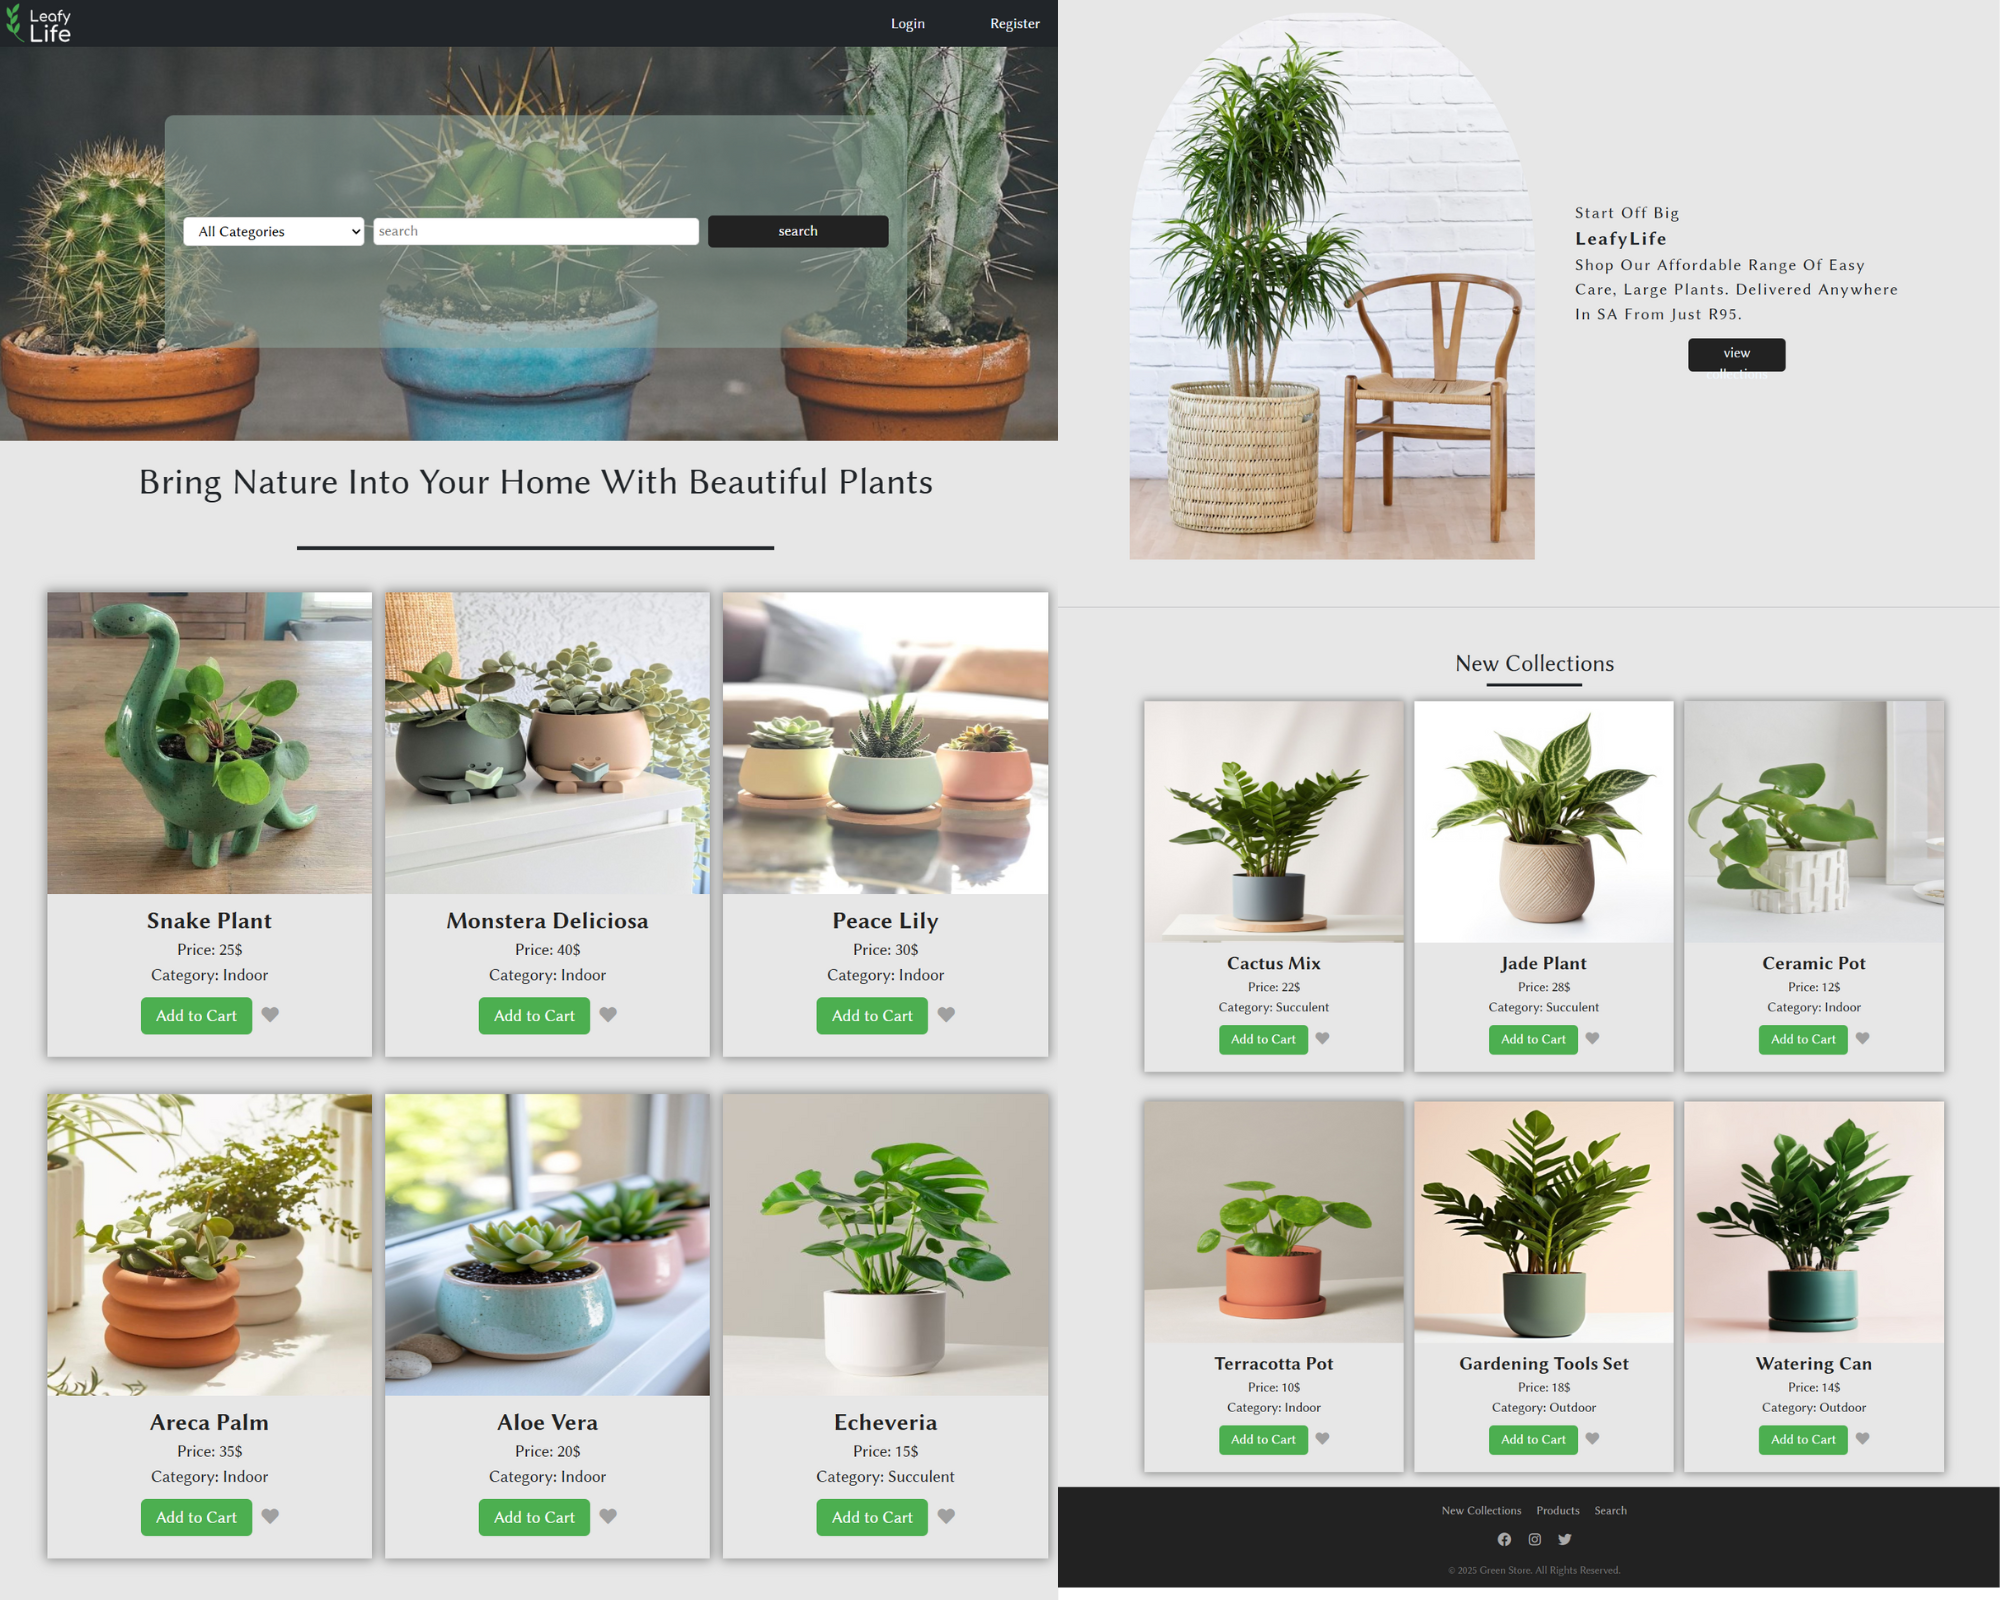 Leafy
Life
Login
Register
All Categories
search
search
Bring Nature Into Your Home With Beautiful Plants
Snake Plant
Price: 25$
Category: Indoor
Add to Cart
Monstera Deliciosa
Price: 40$
Category: Indoor
Add to Cart
Peace Lily
Price: 30$
Category: Indoor
Add to Cart
Areca Palm
Price: 35$
Category: Indoor
Add to Cart
Aloe Vera
Price: 20$
Category: Indoor
Add to Cart
Echeveria
Price: 15$
Category: Succulent
Add to Cart
Start Off Big
LeafyLife
Shop Our Affordable Range Of Easy
Care, Large Plants. Delivered Anywhere
In SA From Just R95.
view
collections
New Collections
Cactus Mix
Price: 22$
Category: Succulent
Add to Cart
Jade Plant
Price: 28$
Category: Succulent
Add to Cart
Ceramic Pot
Price: 12$
Category: Indoor
Add to Cart
Terracotta Pot
Price: 10$
Category: Indoor
Add to Cart
Gardening Tools Set
Price: 18$
Category: Outdoor
Add to Cart
Watering Can
Price: 14$
Category: Outdoor
Add to Cart
New Collections Products Search
© 2025 Green Store. All Rights Reserved.